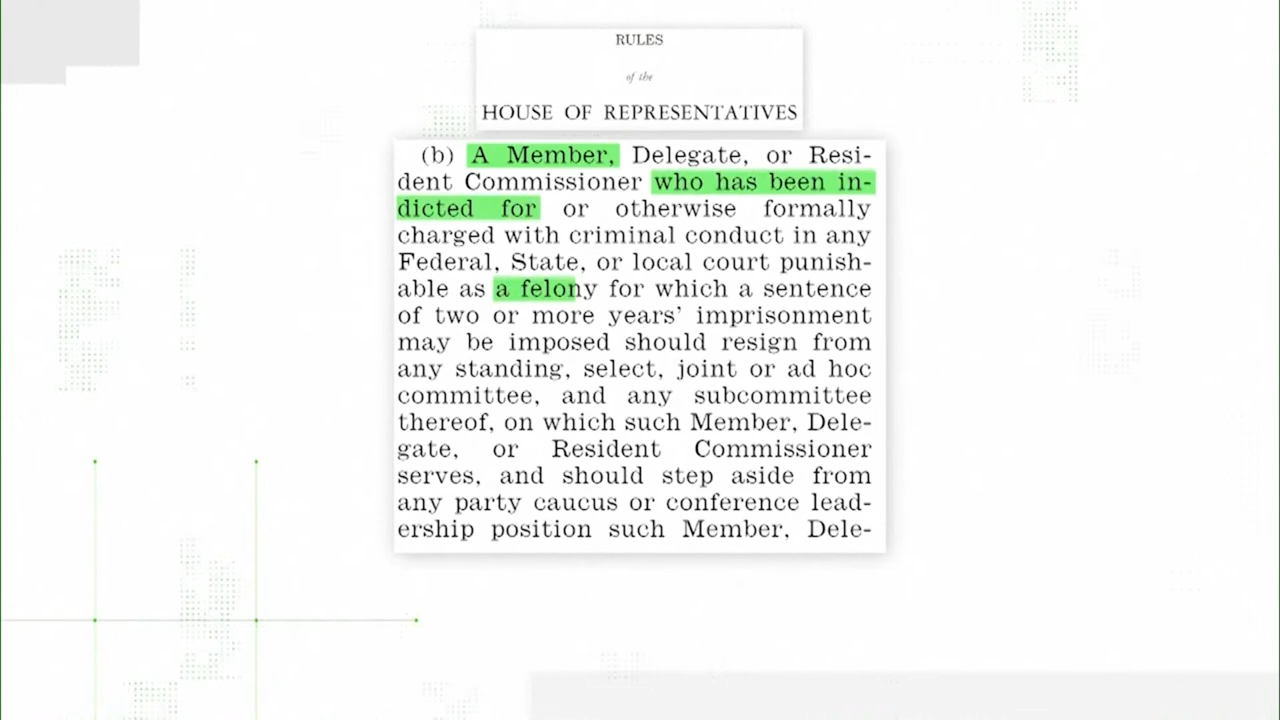 RULES
of the
HOUSE OF REPRESENTATIVES
(b) A Member, Delegate, or Resi-
dent Commissioner who has been in-
dicted for or otherwise formally
charged with criminal conduct in any
Federal, State, or local court punish-
able as a felony for which a sentence
of two or more years’ imprisonment
may be imposed should resign from
any standing, select, joint or ad hoc
committee, and any subcommittee
thereof, on which such Member, Dele-
gate, or Resident Commissioner
serves, and should step aside from
any party caucus or conference lead-
ership position such Member, Dele-